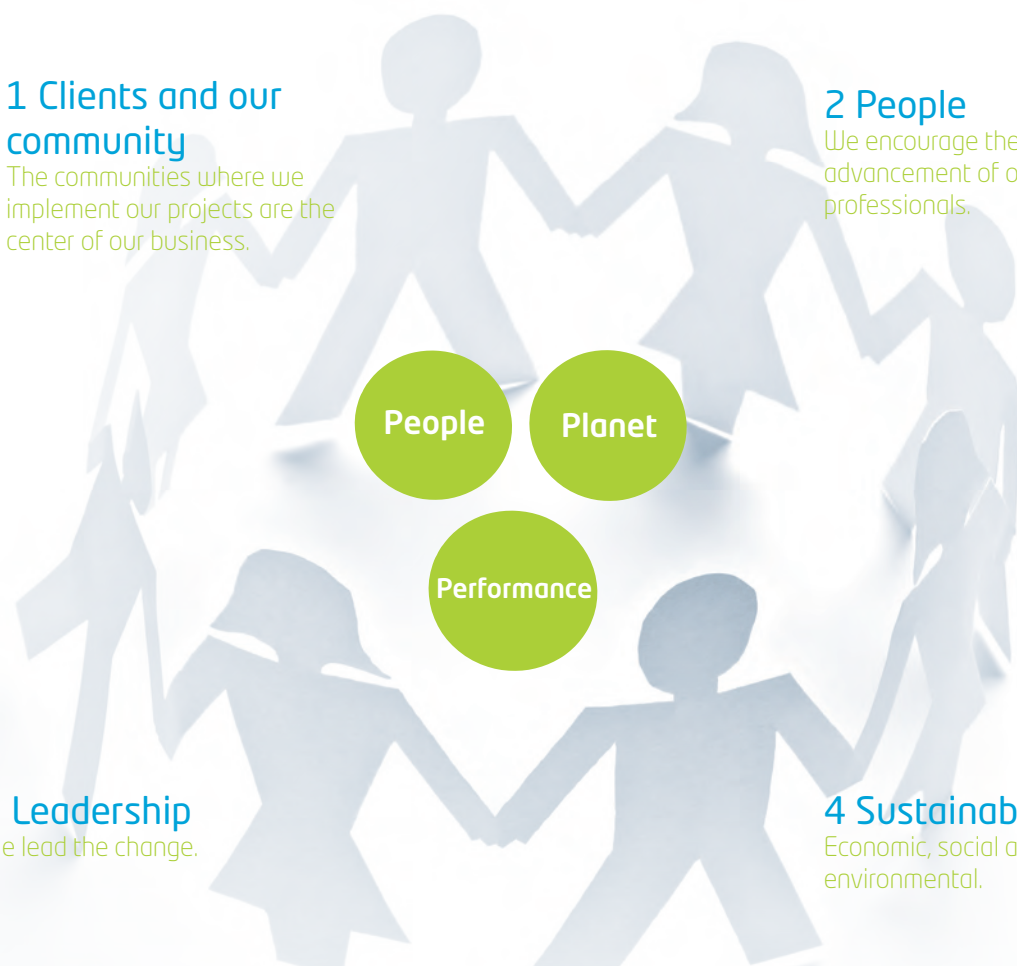 1 Clients and our
community
The communities where we
implement our projects are the
center of our business.
2 People
We encourage the
advancement of o
professionals.
People
Planet
Performance
Leadership
e lead the change.
4 Sustainab
Economic, social a
environmental.